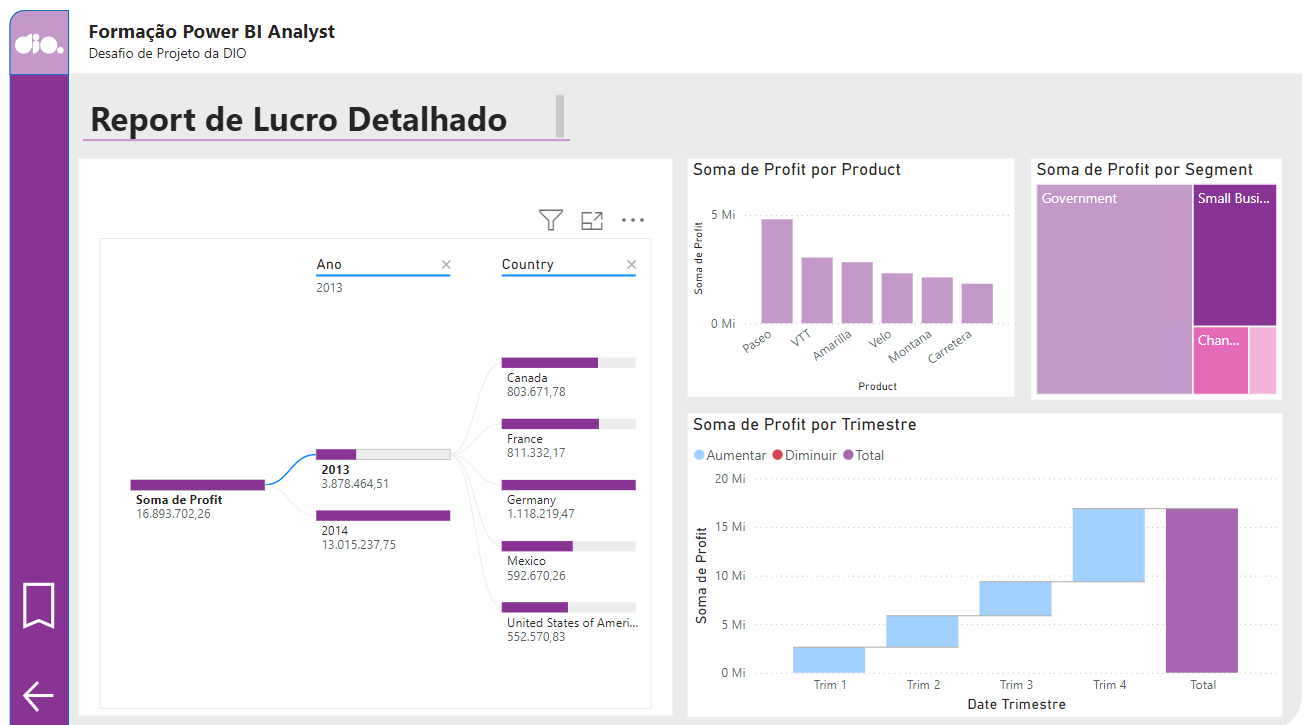 dio.
Formação Power BI Analyst
Desafio de Projeto da DIO
Report de Lucro Detalhado
Ano
2013
Country
Soma de Profit
16.893.702,26
2013
3.878.464,51
2014
13.015.237,75
Canada
803.671,78
France
811.332,17
Germany
1.118.219,47
Mexico
592.670,26
United States of Ameri...
552.570,83
Soma de Profit por Product
Soma de Profit
5 Mi
0 Mi
Paseo
VTT
Amarilla
Velo
Montana
Carretera
Product
Soma de Profit por Segment
Government
Small Busi...
Chan...
Soma de Profit por Trimestre
Aumentar Diminuir Total
Soma de Profit
20 Mi
15 Mi
10 Mi
5 Mi
0 Mi
Trim 1
Trim 2
Trim 3
Trim 4
Total
Date Trimestre